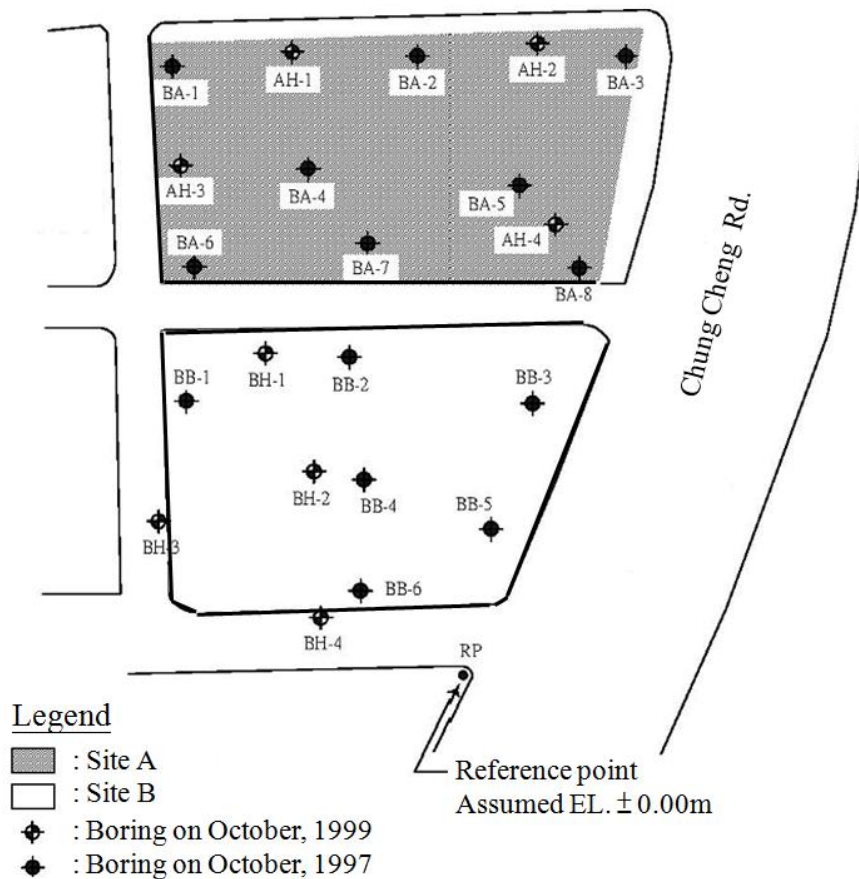 BA-1
AH-1
BA-2
AH-2
BA-3
AH-3
BA-4
BA-5
AH-4
BA-6
BA-7
BA-8
Chung Cheng Rd.
BB-1
BH-1
BB-2
BB-3
BH-2
BB-4
BB-5
BH-3
BB-6
BH-4
RP
Reference point
Assumed EL. ± 0.00m
Legend
: Site A
: Site B
: Boring on October, 1999
: Boring on October, 1997